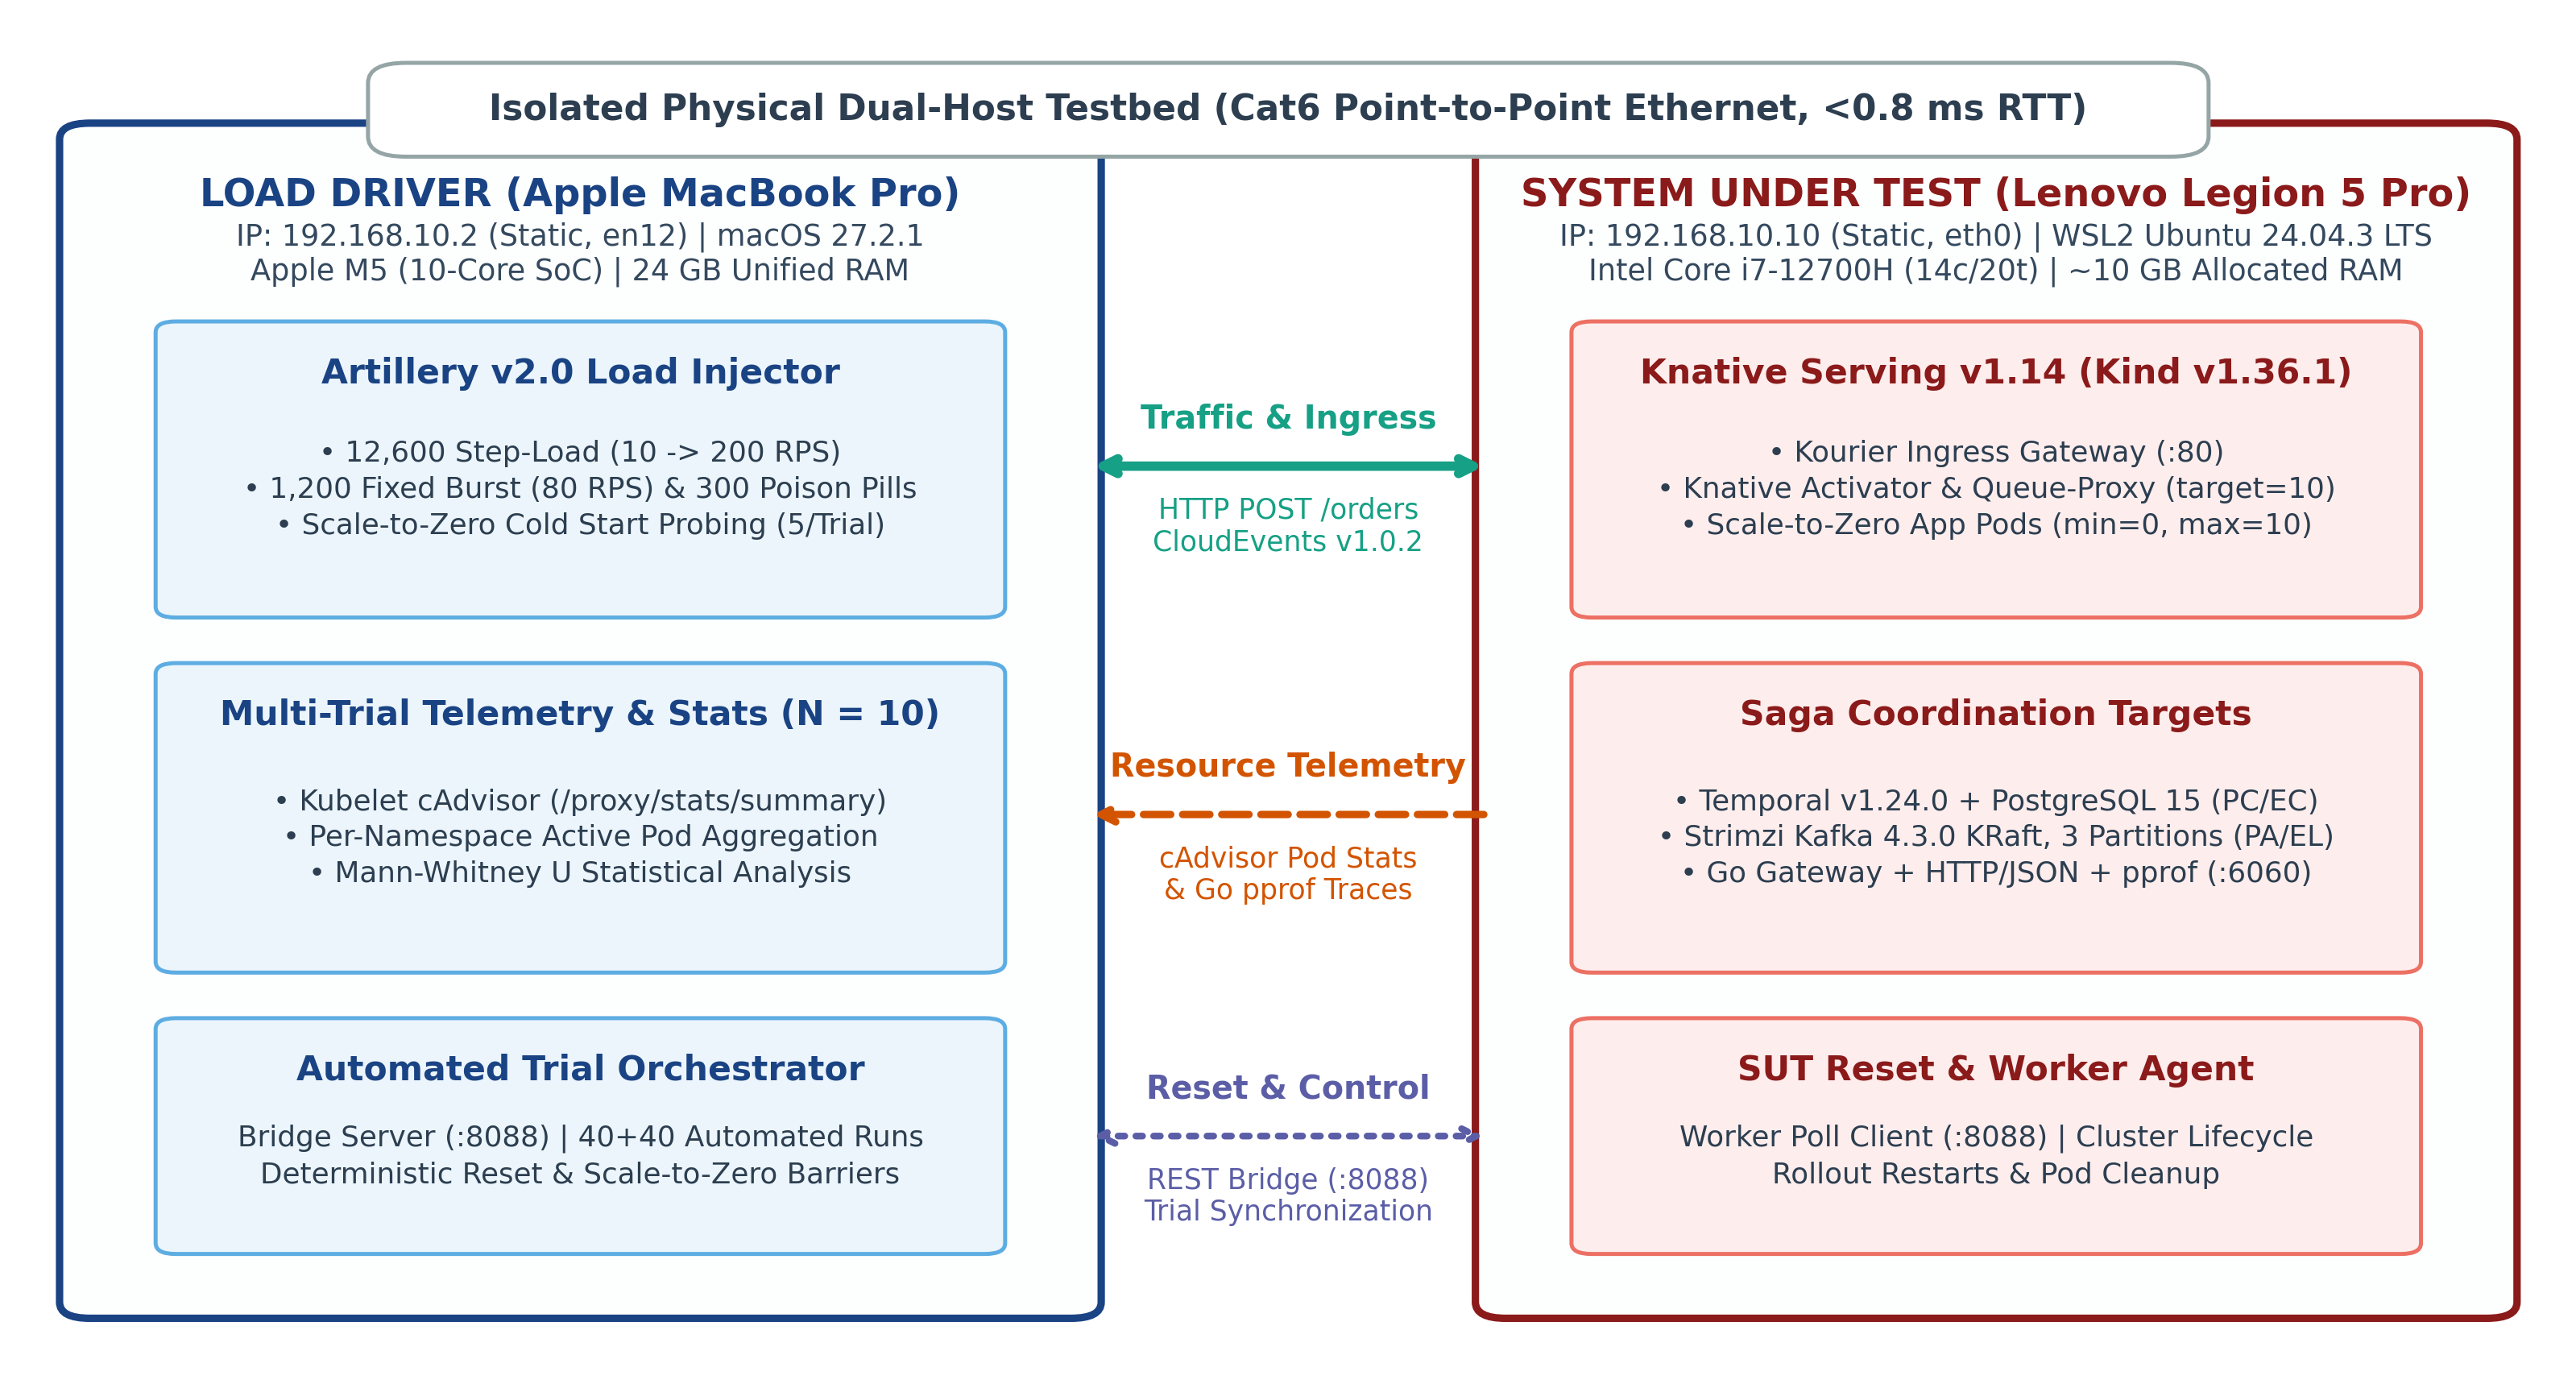 Isolated Physical Dual-Host Testbed (Cat6 Point-to-Point Ethernet, <0.8 ms RTT)
LOAD DRIVER (Apple MacBook Pro)
IP: 192.168.10.2 (Static, en12) | macOS 27.2.1
Apple M5 (10-Core SoC) | 24 GB Unified RAM
Artillery v2.0 Load Injector
• 12,600 Step-Load (10 -> 200 RPS)
• 1,200 Fixed Burst (80 RPS) & 300 Poison Pills
• Scale-to-Zero Cold Start Probing (5/Trial)
Multi-Trial Telemetry & Stats (N = 10)
• Kubelet cAdvisor (/proxy/stats/summary)
• Per-Namespace Active Pod Aggregation
• Mann-Whitney U Statistical Analysis
Automated Trial Orchestrator
Bridge Server (:8088) | 40+40 Automated Runs
Deterministic Reset & Scale-to-Zero Barriers
Traffic & Ingress
HTTP POST /orders
CloudEvents v1.0.2
Resource Telemetry
cAdvisor Pod Stats
& Go pprof Traces
Reset & Control
REST Bridge (:8088)
Trial Synchronization
SYSTEM UNDER TEST (Lenovo Legion 5 Pro)
IP: 192.168.10.10 (Static, eth0) | WSL2 Ubuntu 24.04.3 LTS
Intel Core i7-12700H (14c/20t) | ~10 GB Allocated RAM
Knative Serving v1.14 (Kind v1.36.1)
• Kourier Ingress Gateway (:80)
• Knative Activator & Queue-Proxy (target=10)
• Scale-to-Zero App Pods (min=0, max=10)
Saga Coordination Targets
• Temporal v1.24.0 + PostgreSQL 15 (PC/EC)
• Strimzi Kafka 4.3.0 KRaft, 3 Partitions (PA/EL)
• Go Gateway + HTTP/JSON + pprof (:6060)
SUT Reset & Worker Agent
Worker Poll Client (:8088) | Cluster Lifecycle
Rollout Restarts & Pod Cleanup